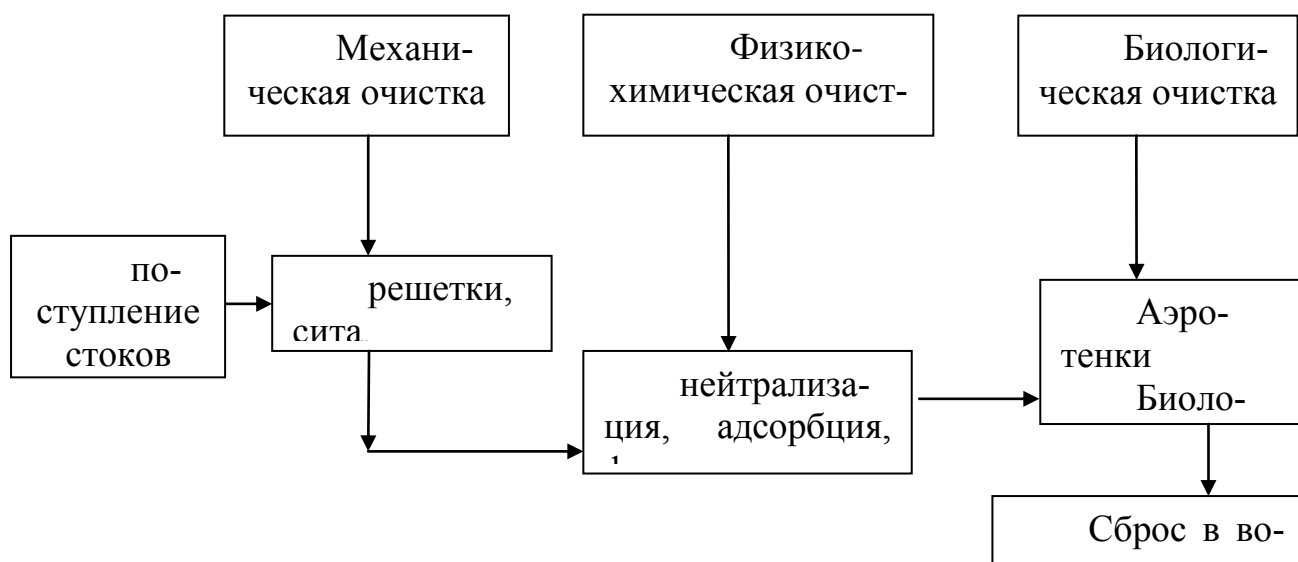 Механи-
ческая очистка
Физико-
химическая очист-
Биологи-
ческая очистка
по-
ступление
стоков
решетки,
сита,
нейтрализа-
ция, адсорбция,
Аэро-
тенки
Биоло-
Сброс в во-